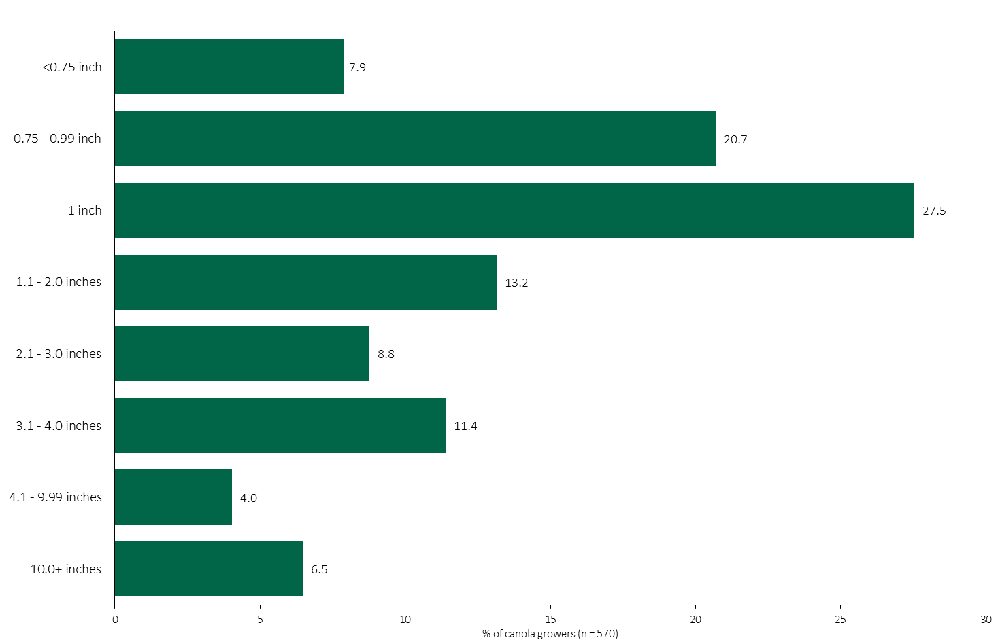 <0.75 inch 7.9
0.75 - 0.99 inch 20.7
1 inch 27.5
1.1 - 2.0 inches 13.2
2.1 - 3.0 inches 8.8
3.1 - 4.0 inches 11.4
4.1 - 9.99 inches 4.0
10.0+ inches 6.5
0 5 10 15 20 25 30
% of canola growers (n = 570)